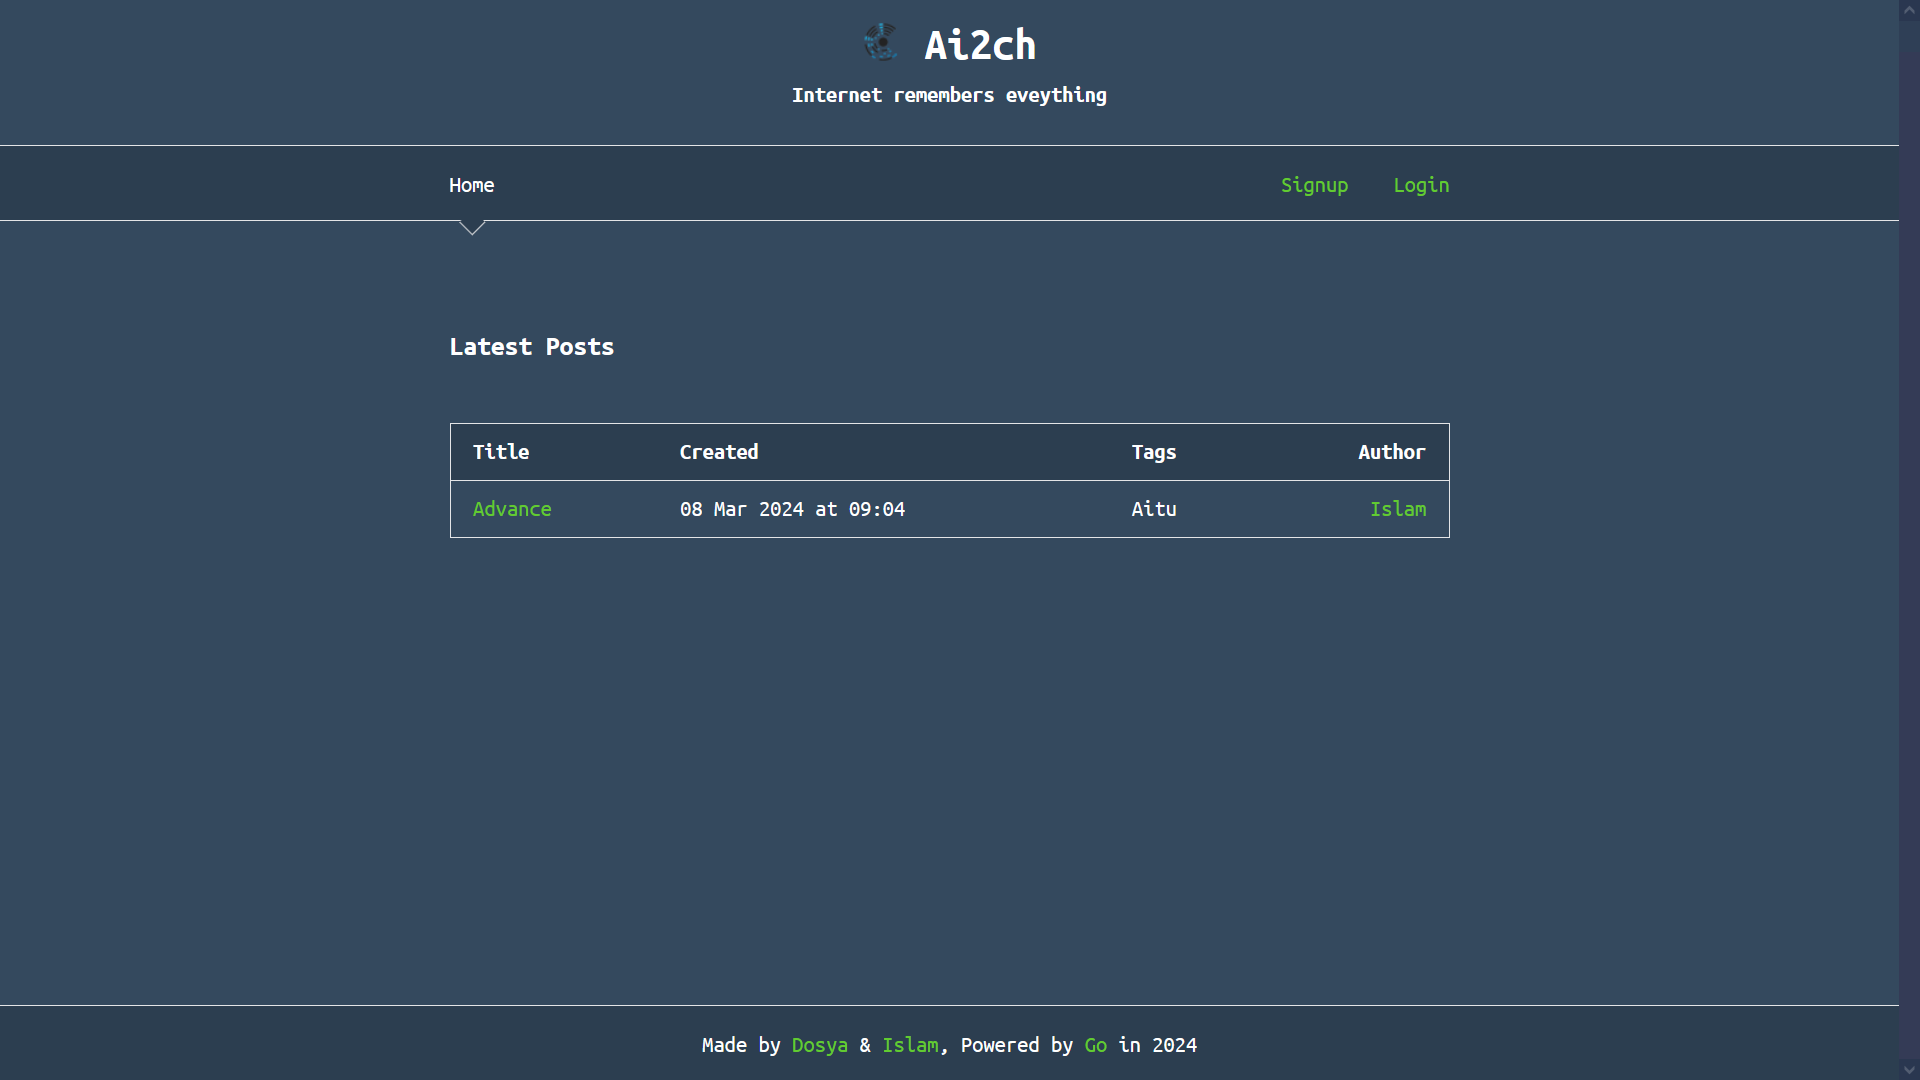 Ai2ch
Internet remembers eveything
Home Signup Login
Latest Posts
Title Created Tags Author
Advance 08 Mar 2024 at 09:04 Aitu Islam
Made by Dosya & Islam, Powered by Go in 2024